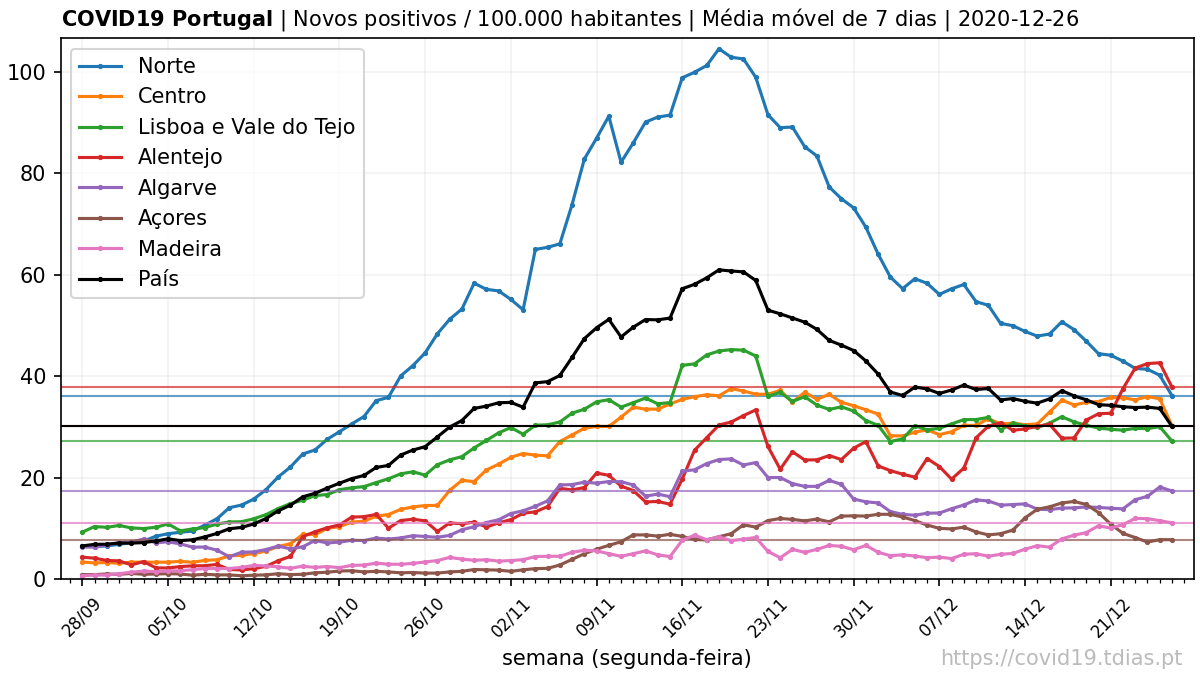 COVID19 Portugal | Novos positivos / 100.000 habitantes | Média móvel de 7 dias | 2020-12-26
Norte
Centro
Lisboa e Vale do Tejo
Alentejo
Algarve
Açores
Madeira
País
100
80
60
40
20
0
28/09
05/10
12/10
19/10
26/10
02/11
09/11
16/11
23/11
30/11
07/12
14/12
21/12
semana (segunda-feira)
https://covid19.tdias.pt